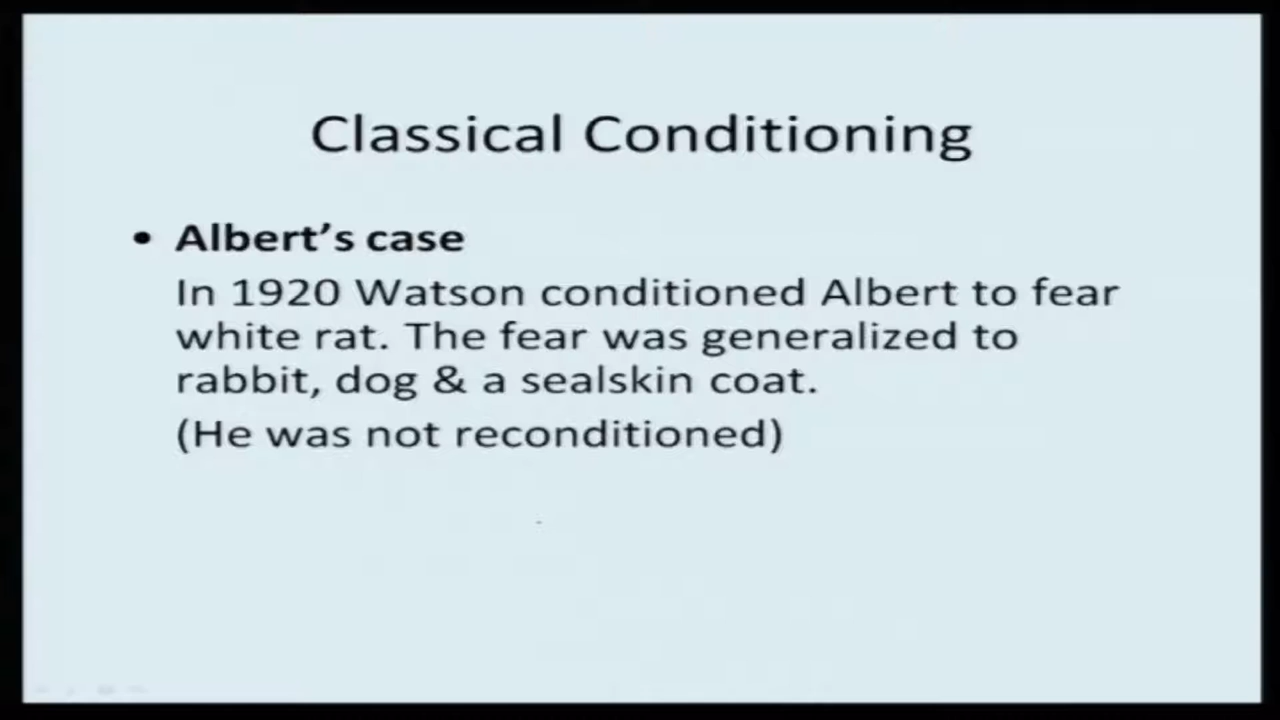 Classical Conditioning
• Albert's case
In 1920 Watson conditioned Albert to fear
white rat. The fear was generalized to
rabbit, dog & a sealskin coat.
(He was not reconditioned)